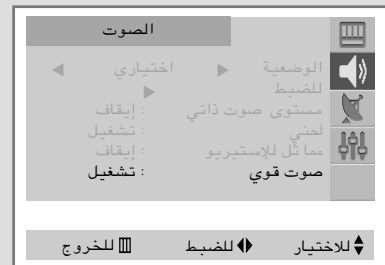 الصوت
الوضعية ▶ اختياري ◀
للضبط ▶
مستوى صوت ذاتي : إيقاف
لحني : تشغيل
مماثل للإستيريو : إيقاف
صوت قوي : تشغيل
للاختيار للضبط للخروج